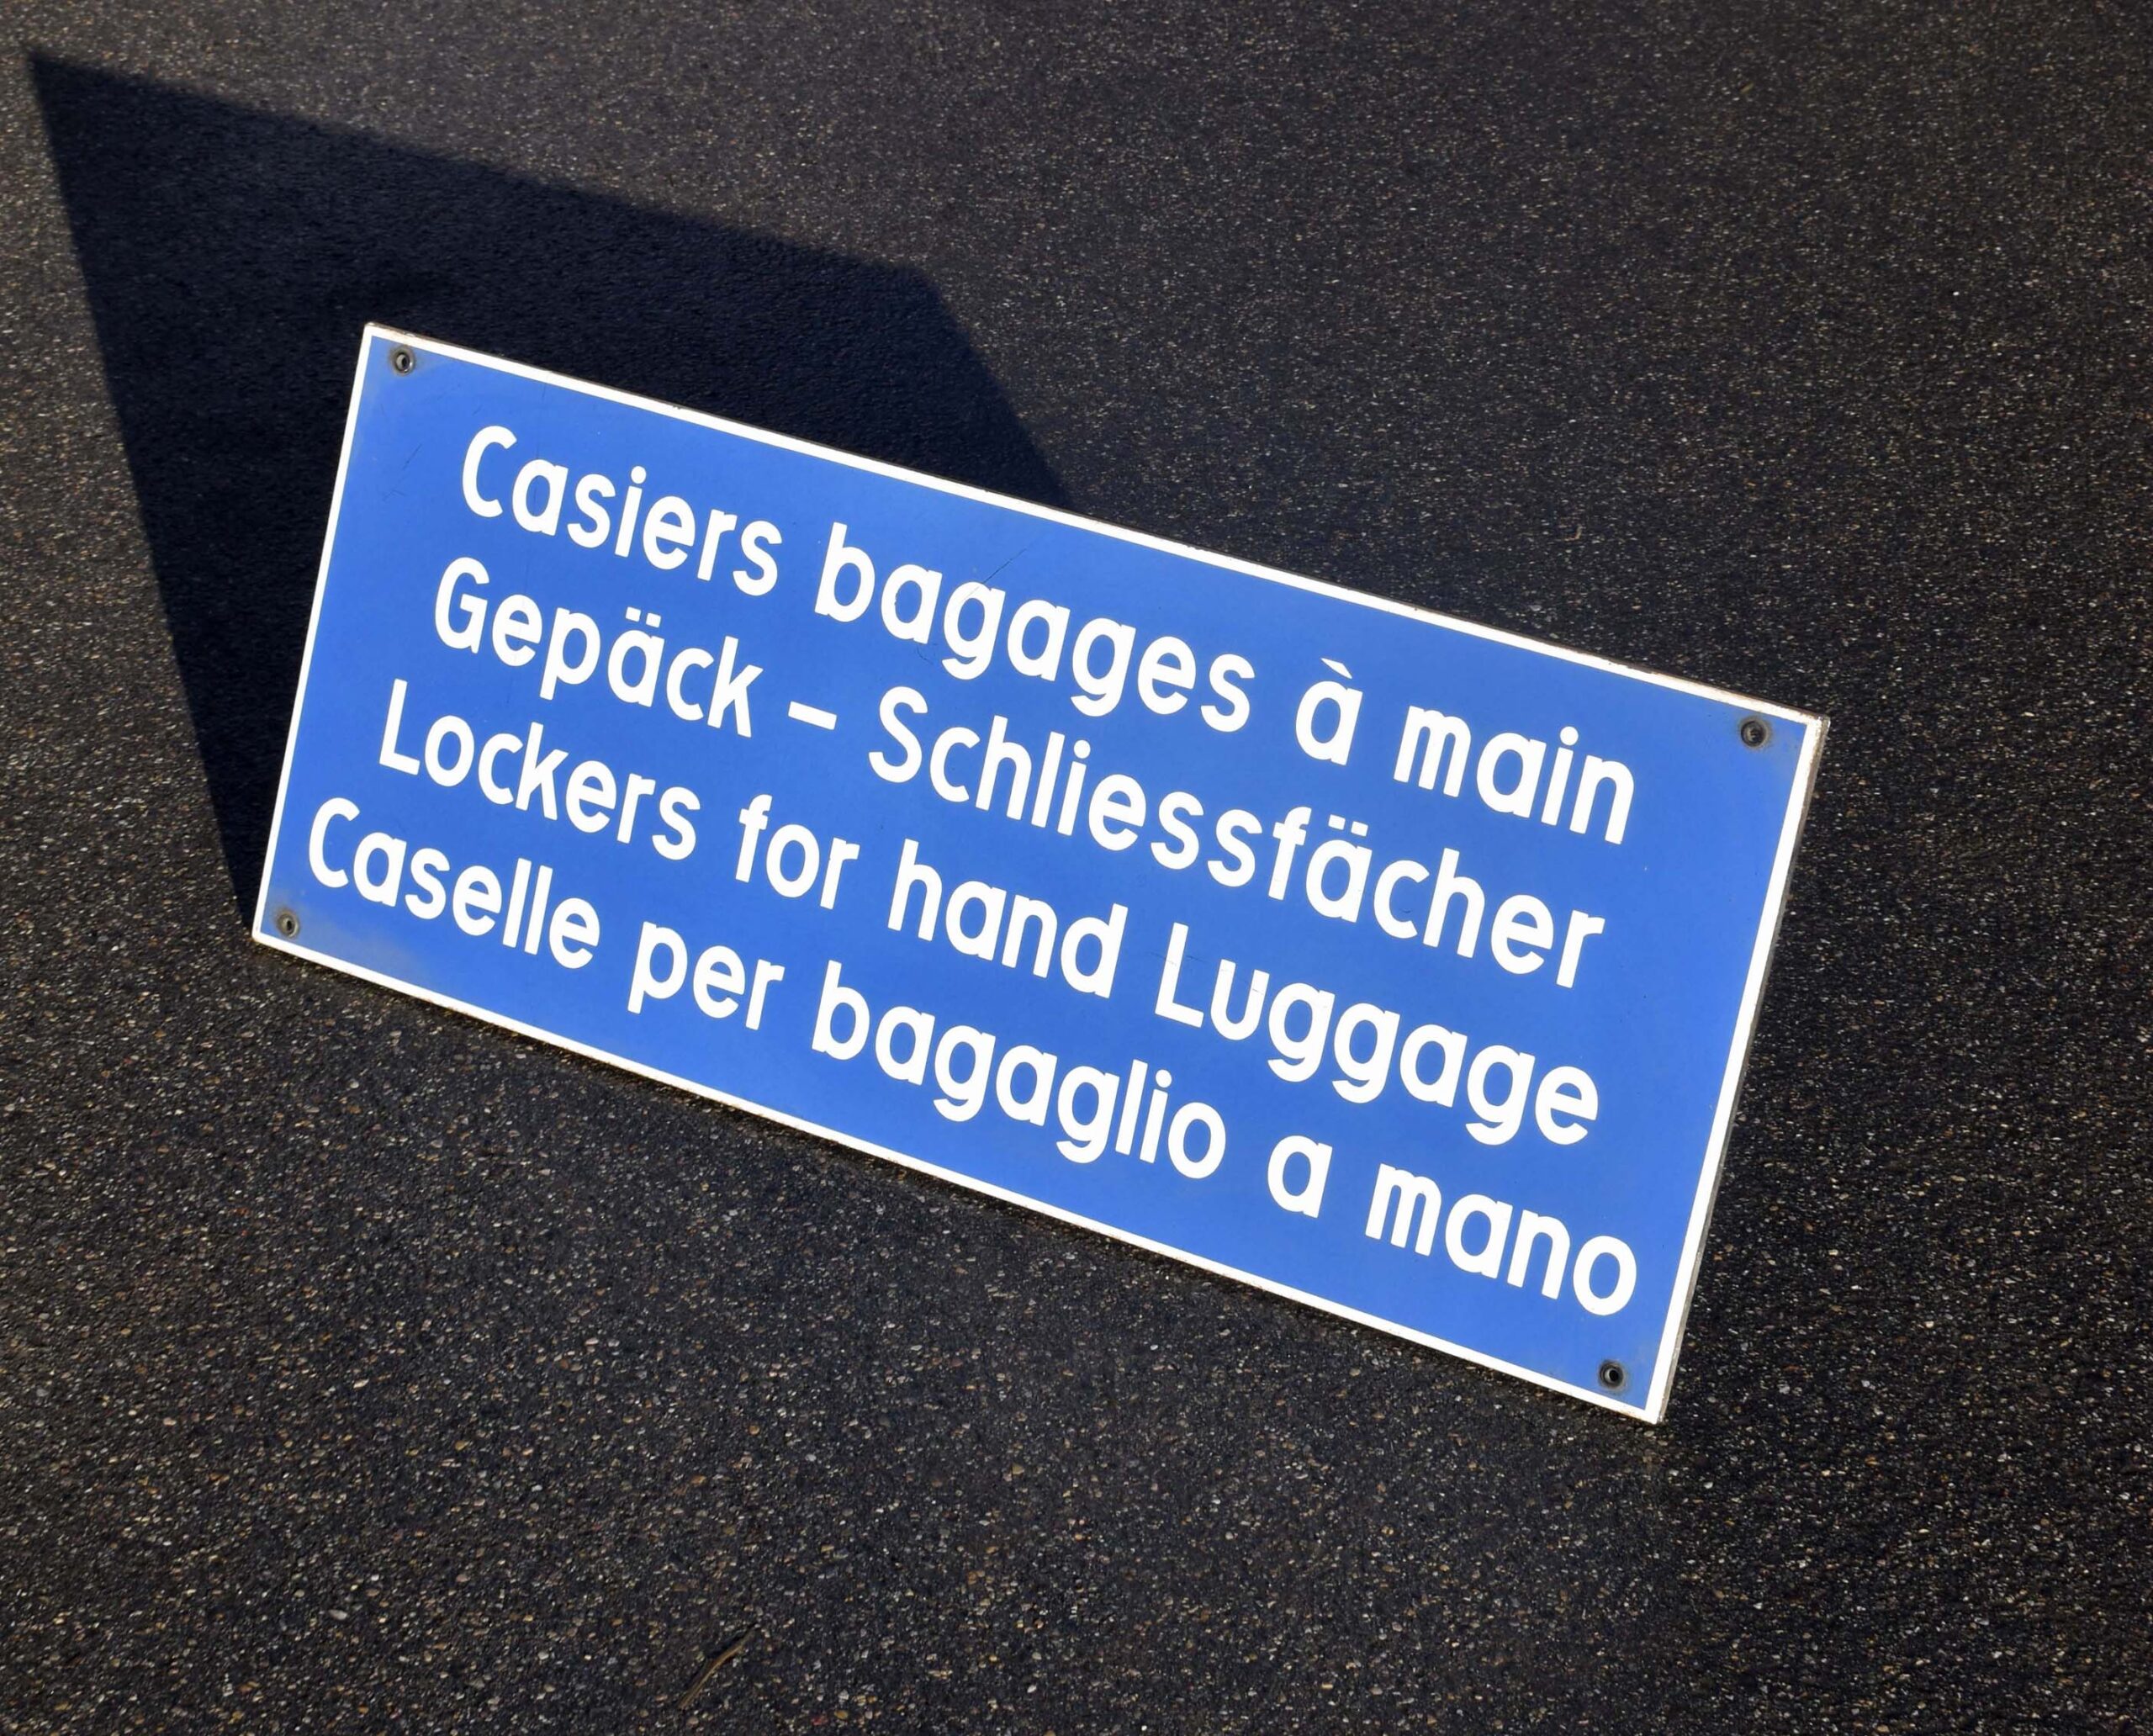 Casiers bagages à main
Gepäck – Schliessfächer
Lockers for hand Luggage
Caselle per bagaglio a mano